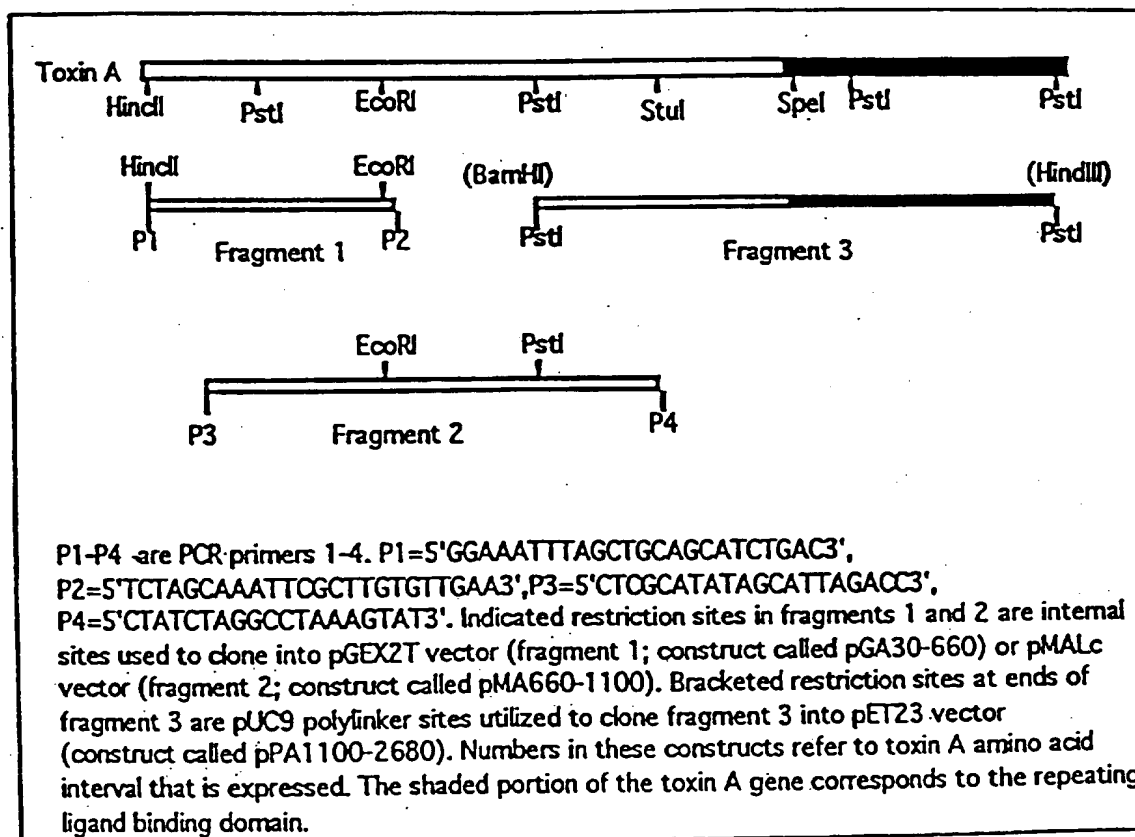 Toxin A
HindII PstI EcoRI PstI StuI SpeI PstI PstI
HindII EcoRI (BamHI) (HindIII)
P1 Fragment 1 P2 PstI Fragment 3 PstI
EcoRI PstI
P3 Fragment 2 P4
P1-P4 are PCR primers 1-4. P1=5'GGAAATTTAGCTGCAGCATCTGAC3',
P2=5'TCTAGCAAATTCGCTTGTGTTGAA3',P3=5'CTCGCATATAGCATTAGACC3',
P4=5'CTATCTAGGCCTAAAGTAT3'. Indicated restriction sites in fragments 1 and 2 are internal
sites used to clone into pGEX2T vector (fragment 1; construct called pGA30-660) or pMALc
vector (fragment 2; construct called pMA660-1100). Bracketed restriction sites at ends of
fragment 3 are pUC9 polylinker sites utilized to clone fragment 3 into pET23 vector
(construct called pPA1100-2680). Numbers in these constructs refer to toxin A amino acid
interval that is expressed. The shaded portion of the toxin A gene corresponds to the repeating
ligand binding domain.